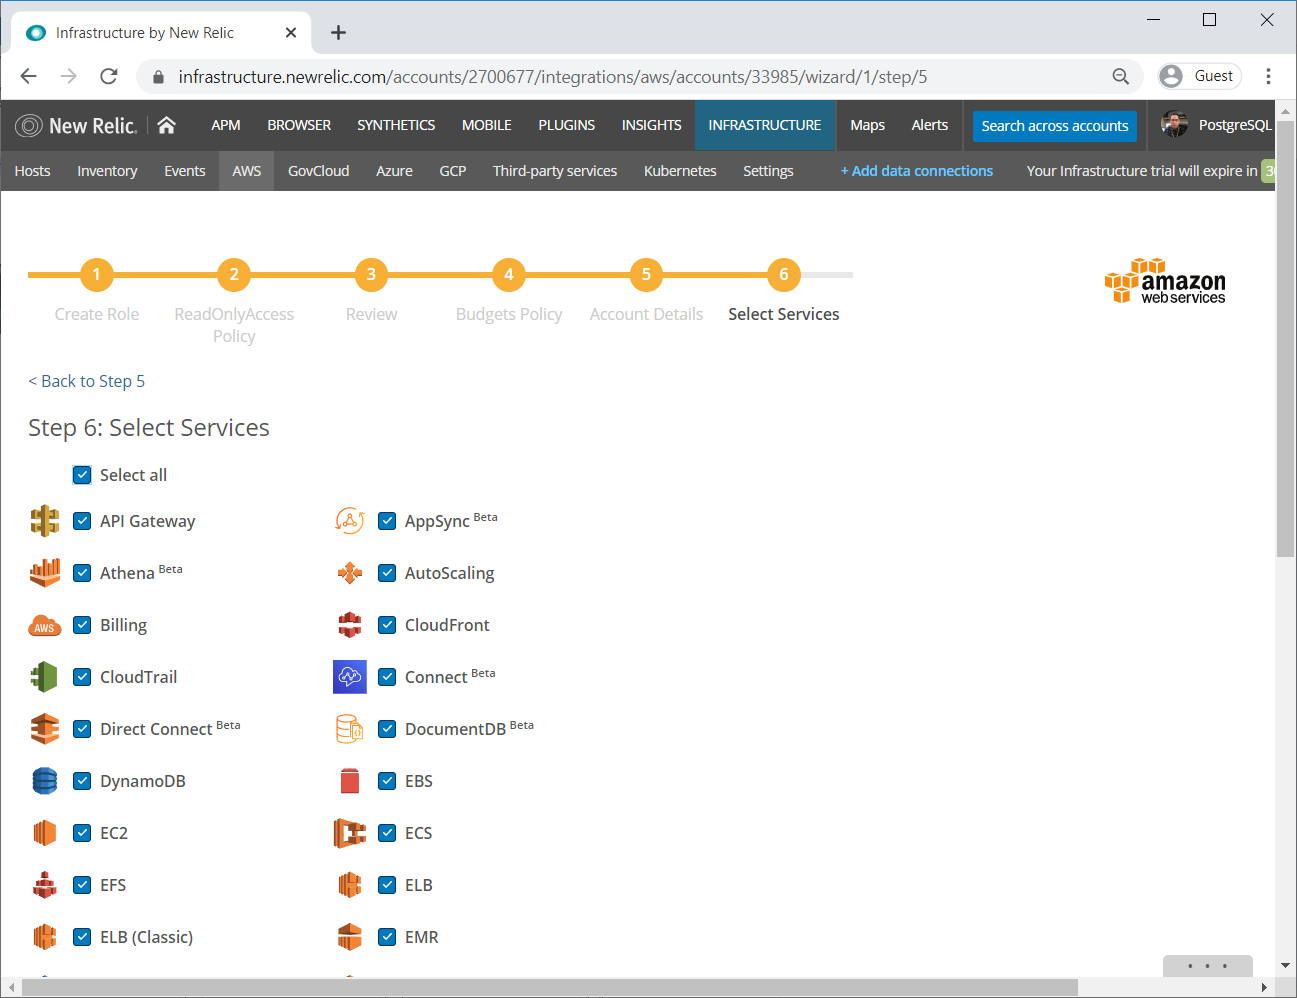 Infrastructure by New Relic
infrastructure.newrelic.com/accounts/2700677/integrations/aws/accounts/33985/wizard/1/step/5
Guest
New Relic.
APM BROWSER SYNTHETICS MOBILE PLUGINS INSIGHTS INFRASTRUCTURE Maps Alerts Search across accounts PostgreSQL
Hosts Inventory Events AWS GovCloud Azure GCP Third-party services Kubernetes Settings + Add data connections Your Infrastructure trial will expire in
1 2 3 4 5 6
Create Role
ReadOnlyAccess
Policy
Review
Budgets Policy
Account Details
Select Services
amazon
web services
< Back to Step 5
Step 6: Select Services
Select all
API Gateway
AppSync Beta
Athena Beta
AutoScaling
AWS
Billing
CloudFront
CloudTrail
Connect Beta
Direct Connect Beta
DocumentDB Beta
DynamoDB
EBS
EC2
ECS
EFS
ELB
ELB (Classic)
EMR